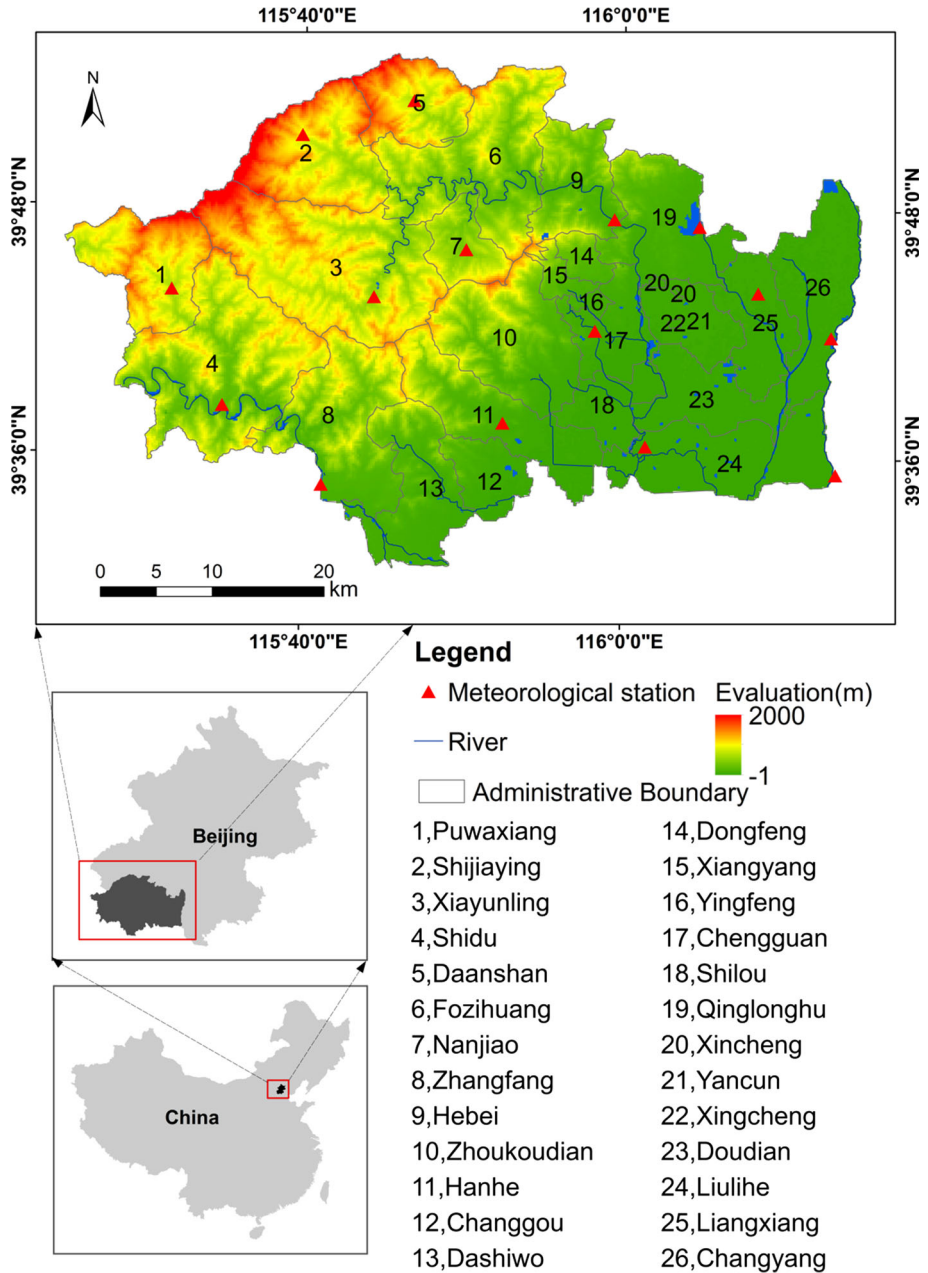 115°40'0"E 116°0'0"E
N
5
2
6
9
39°48'0"N 39°48'0"N
19
7
14
3
1
15
20
26
20
16
22 21
25
10
17
4
23
18
8
11
39°36'0"N 39°36'0"N
24
12
13
0 5 10 20
km
115°40'0"E 116°0'0"E
Legend
Meteorological station Evaluation(m)
2000
River
-1
Administrative Boundary
Beijing
China
1,Puwaxiang
2,Shijiaying
3,Xiayunling
4,Shidu
5,Daanshan
6,Fozihuang
7,Nanjiao
8,Zhangfang
9,Hebei
10,Zhoukoudian
11,Hanhe
12,Changgou
13,Dashiwo
14,Dongfeng
15,Xiangyang
16,Yingfeng
17,Chengguan
18,Shilou
19,Qinglonghu
20,Xincheng
21,Yancun
22,Xingcheng
23,Doudian
24,Liulihe
25,Liangxiang
26,Changyang